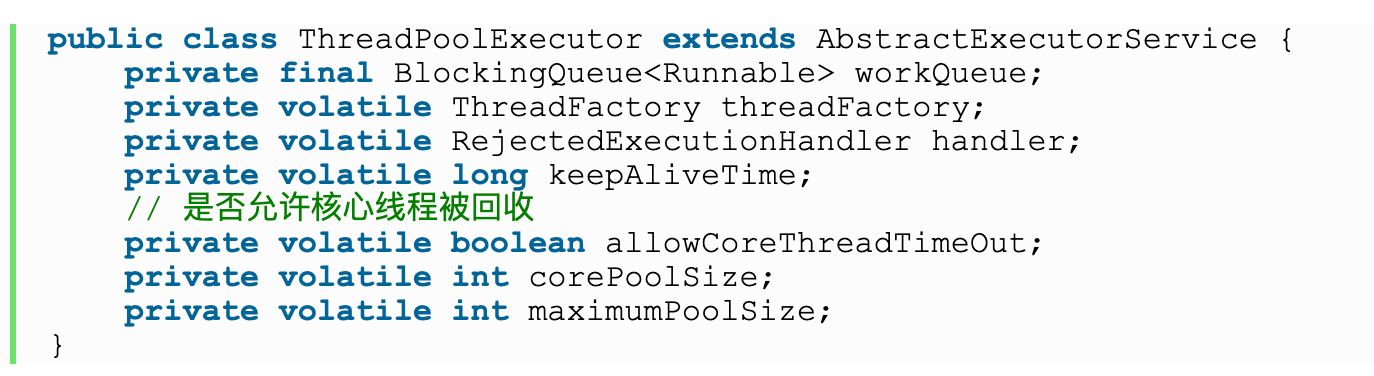 public class ThreadPoolExecutor extends AbstractExecutorService {
    private final BlockingQueue<Runnable> workQueue;
    private volatile ThreadFactory threadFactory;
    private volatile RejectedExecutionHandler handler;
    private volatile long keepAliveTime;
    // 是否允许核心线程被回收
    private volatile boolean allowCoreThreadTimeOut;
    private volatile int corePoolSize;
    private volatile int maximumPoolSize;
}